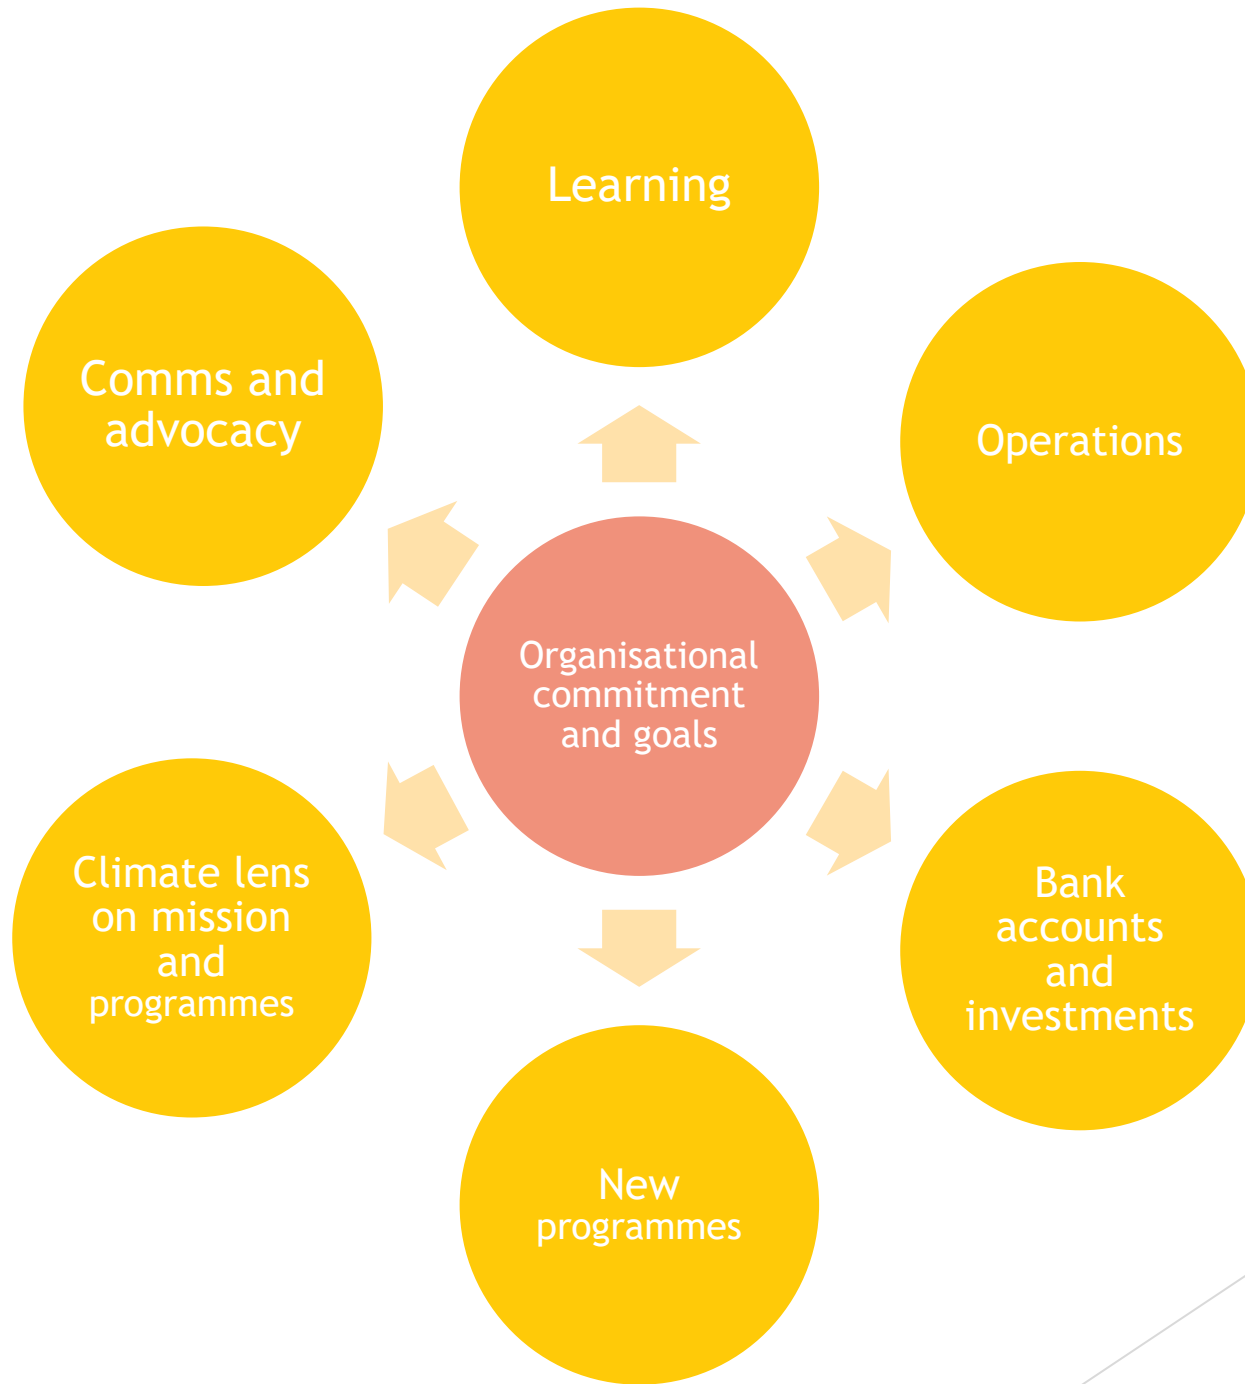 Learning
Comms and
advocacy
Operations
Organisational
commitment
and goals
Climate lens
on mission
and
programmes
Bank
accounts
and
investments
New
programmes